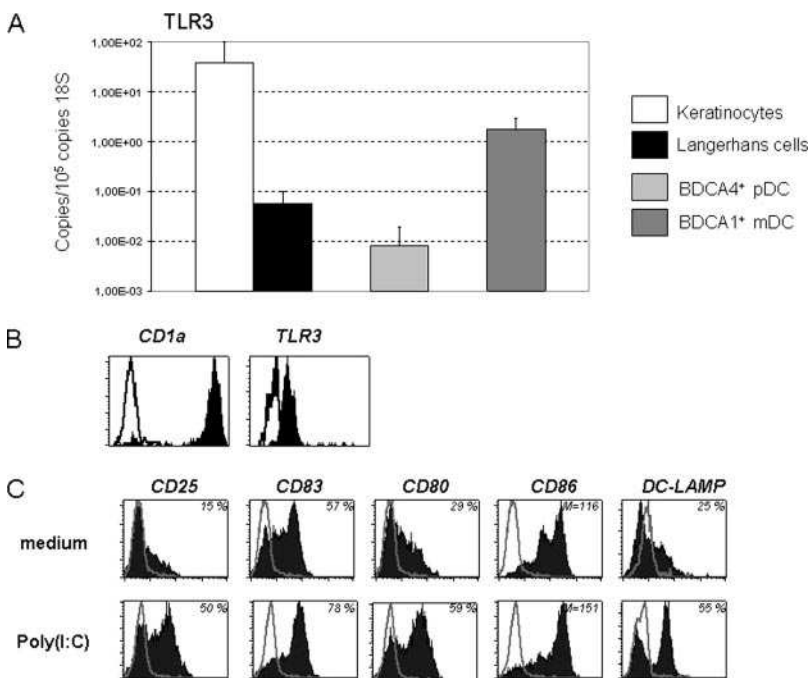 A
TLR3
Copies/10⁵ copies 18S
1,00E+02
1,00E+01
1,00E+00
1,00E-01
1,00E-02
1,00E-03
Keratinocytes
Langerhans cells
BDCA4⁺ pDC
BDCA1⁺ mDC
B
CD1a
TLR3
C
CD25
CD83
CD80
CD86
DC-LAMP
medium
15 %
57 %
29 %
M=116
25 %
Poly(I:C)
50 %
78 %
59 %
M=151
55 %